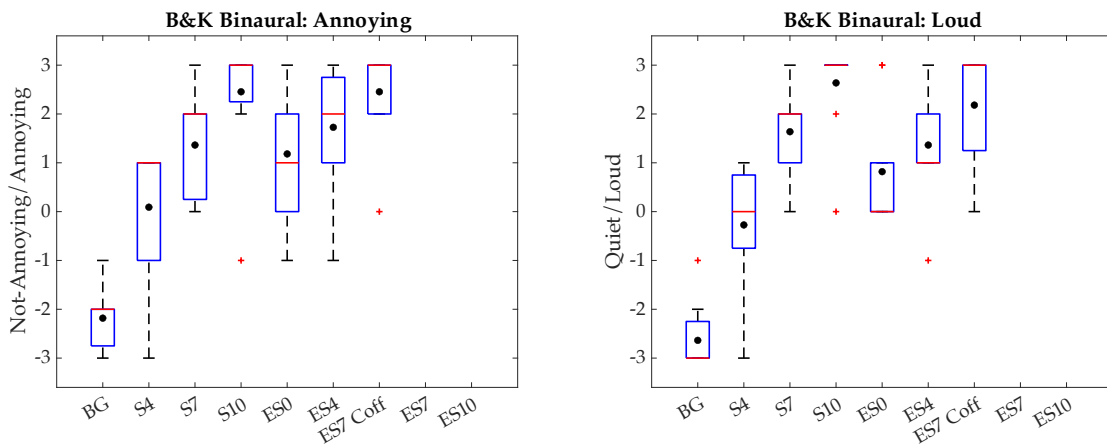 B&K Binaural: Annoying
Not-Annoying/Annoying
3
2
1
0
-1
-2
-3
BG
S4
S7
S10
ES0
ES4
ES7 Coff
ES7
ES10
B&K Binaural: Loud
Quiet/Loud
3
2
1
0
-1
-2
-3
BG
S4
S7
S10
ES0
ES4
ES7 Coff
ES7
ES10